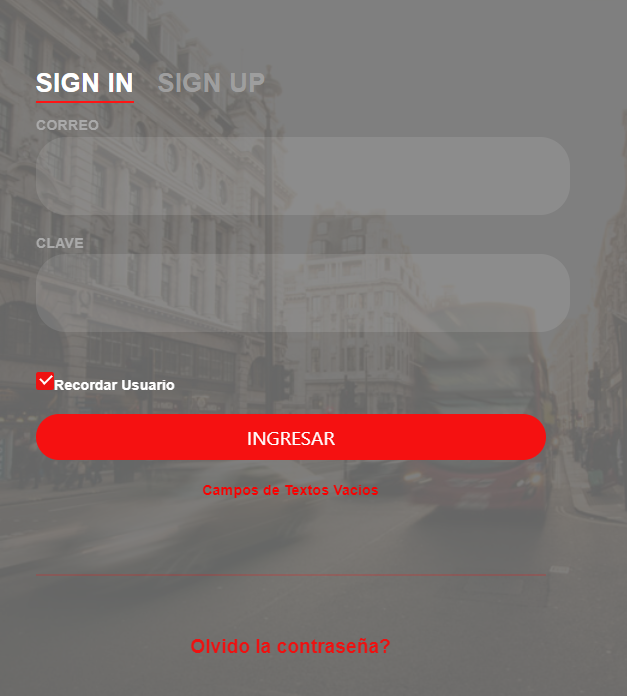 SIGN IN SIGN UP
CORREO
CLAVE
Recordar Usuario
INGRESAR
Campos de Textos Vacios
Olvido la contraseña?